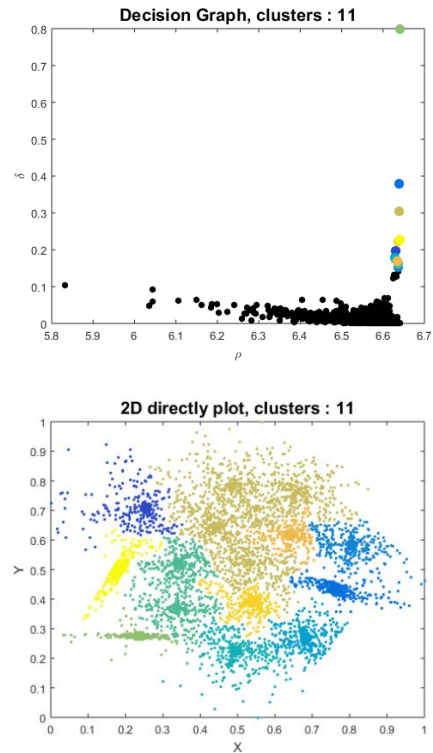 Decision Graph, clusters : 11
0.8
0.7
0.6
0.5
δ
0.4
0.3
0.2
0.1
0
5.8 5.9 6 6.1 6.2 6.3 6.4 6.5 6.6 6.7
ρ
2D directly plot, clusters : 11
1
0.9
0.8
0.7
0.6
Y
0.5
0.4
0.3
0.2
0.1
0
0 0.1 0.2 0.3 0.4 0.5 0.6 0.7 0.8 0.9 1
X